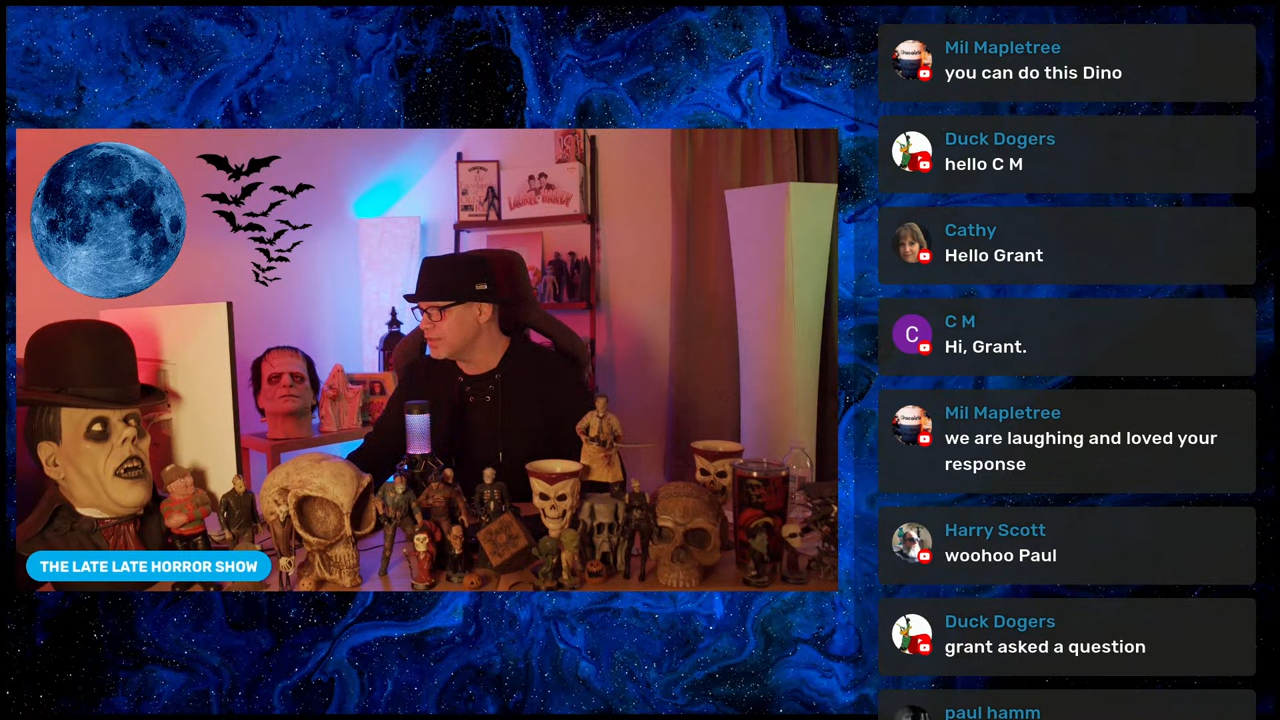 LAUREL & HARDY
THE LATE LATE HORROR SHOW
Mil Mapletree
you can do this Dino
Duck Dogers
hello C M
Cathy
Hello Grant
C
C M
Hi, Grant.
Mil Mapletree
we are laughing and loved your
response
Harry Scott
woohoo Paul
Duck Dogers
grant asked a question
paul hamm